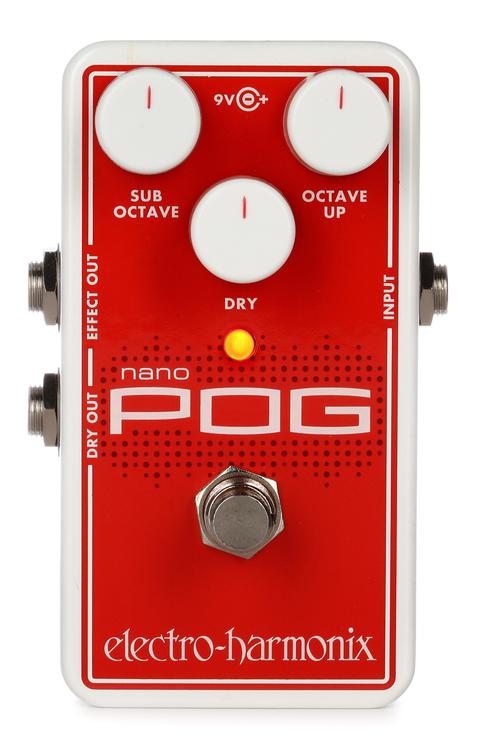 9V
SUB
OCTAVE
OCTAVE
UP
DRY
EFFECT OUT
INPUT
DRY OUT
nano
POG
electro-harmonix